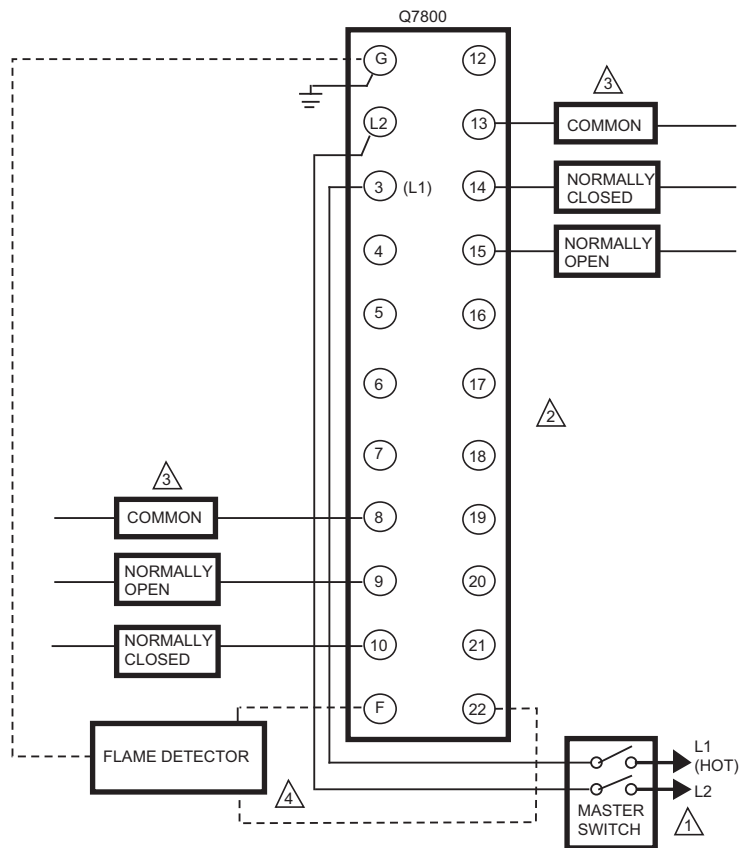 Q7800
G
12
3
L2
13
COMMON
3
(L1)
14
NORMALLY
CLOSED
4
15
NORMALLY
OPEN
5
16
6
17
2
7
18
3
COMMON
8
19
NORMALLY
OPEN
9
20
NORMALLY
CLOSED
10
21
F
22
FLAME DETECTOR
4
L1
(HOT)
L2
MASTER
SWITCH
1